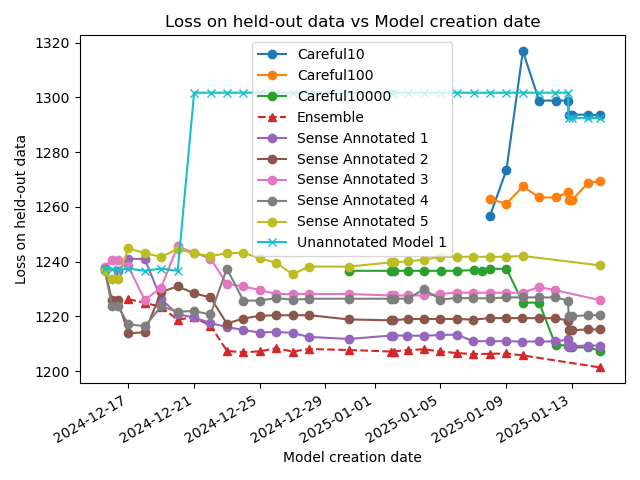 Loss on held-out data vs Model creation date
Loss on held-out data
1320
1300
1280
1260
1240
1220
1200
Careful10
Careful100
Careful10000
Ensemble
Sense Annotated 1
Sense Annotated 2
Sense Annotated 3
Sense Annotated 4
Sense Annotated 5
Unannotated Model 1
2024-12-17
2024-12-21
2024-12-25
2024-12-29
2025-01-01
2025-01-05
2025-01-09
2025-01-13
Model creation date